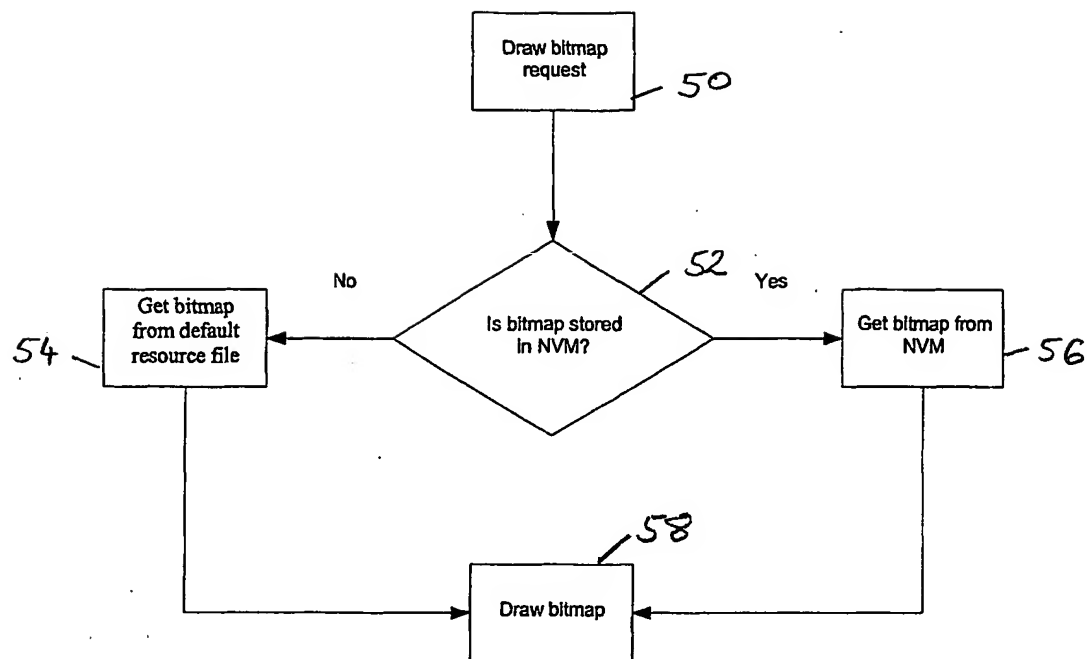 Draw bitmap
request
50
52
No
Yes
Is bitmap stored
in NVM?
Get bitmap
from default
resource file
54
Get bitmap from
NVM
56
58
Draw bitmap